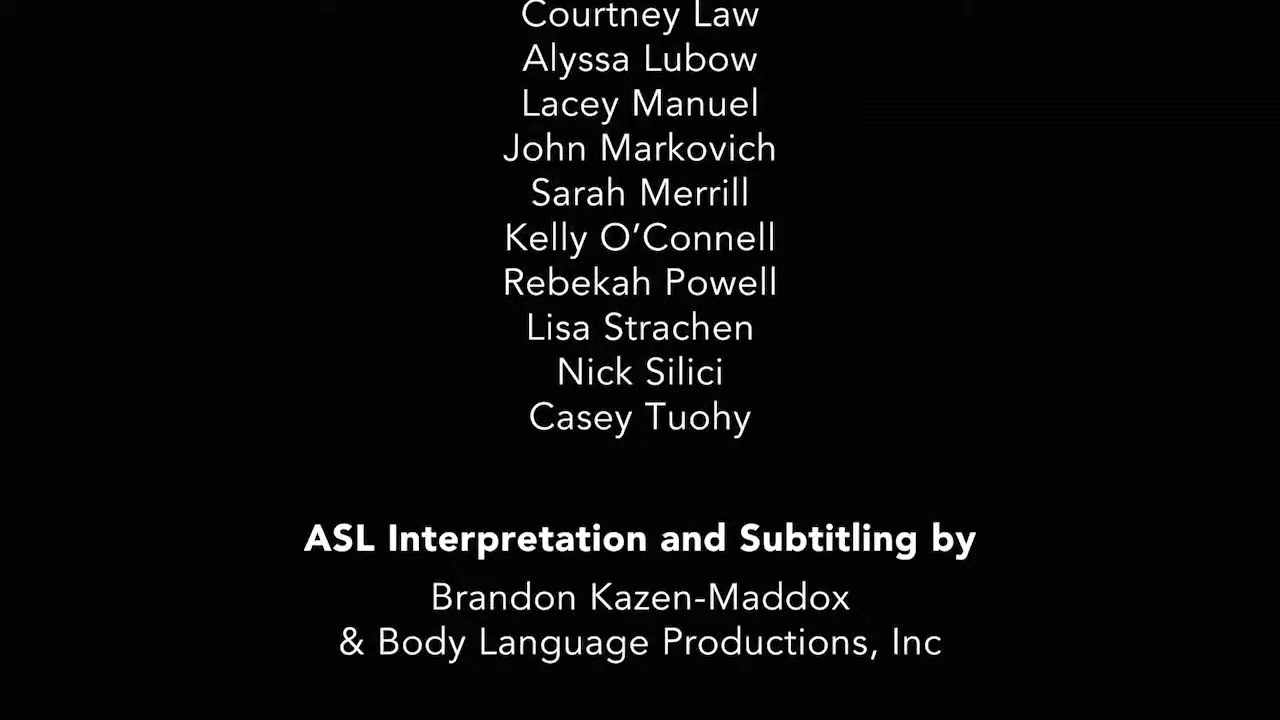 Courtney Law
Alyssa Lubow
Lacey Manuel
John Markovich
Sarah Merrill
Kelly O’Connell
Rebekah Powell
Lisa Strachen
Nick Silici
Casey Tuohy
ASL Interpretation and Subtitling by
Brandon Kazen-Maddox
& Body Language Productions, Inc